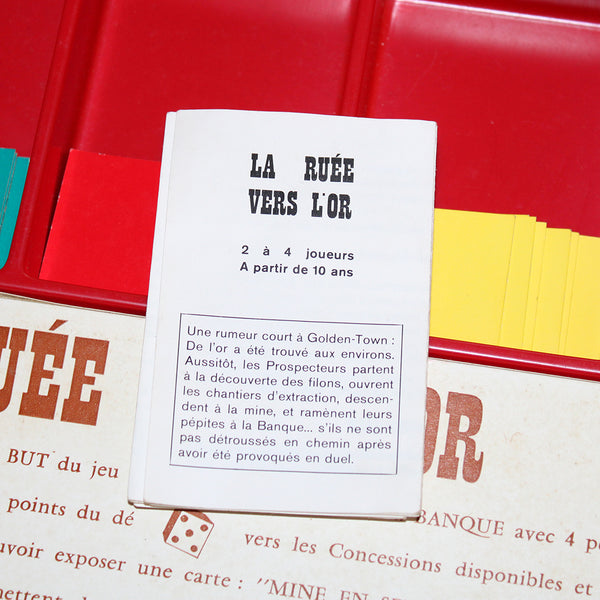 LA RUÉE
VERS L'OR
2 à 4 joueurs
A partir de 10 ans
Une rumeur court à Golden-Town :
De l'or a été trouvé aux environs.
Aussitôt, les Prospecteurs partent
à la découverte des filons, ouvrent
les chantiers d'extraction, descen-
dent à la mine, et ramènent leurs
pépites à la Banque... s'ils ne sont
pas détroussés en chemin après
avoir été provoqués en duel.
UÉE OR
BUT du jeu BANQUE avec 4
points du dé vers les Concessions disponibles et
exposer une carte : "MINE EN